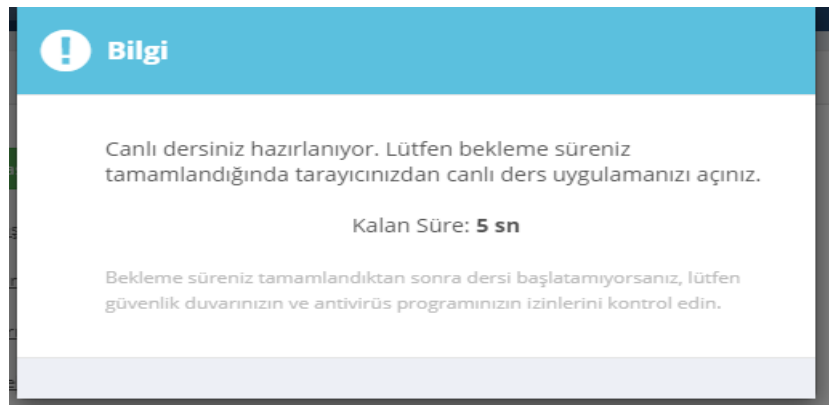 Bilgi
Canlı dersiniz hazırlanıyor. Lütfen bekleme süreniz
tamamlandığında tarayıcınızdan canlı ders uygulamanızı açınız.
Kalan Süre: 5 sn
Bekleme süreniz tamamlandıktan sonra dersi başlatamıyorsanız, lütfen
güvenlik duvarınızın ve antivirüs programınızın izinlerini kontrol edin.